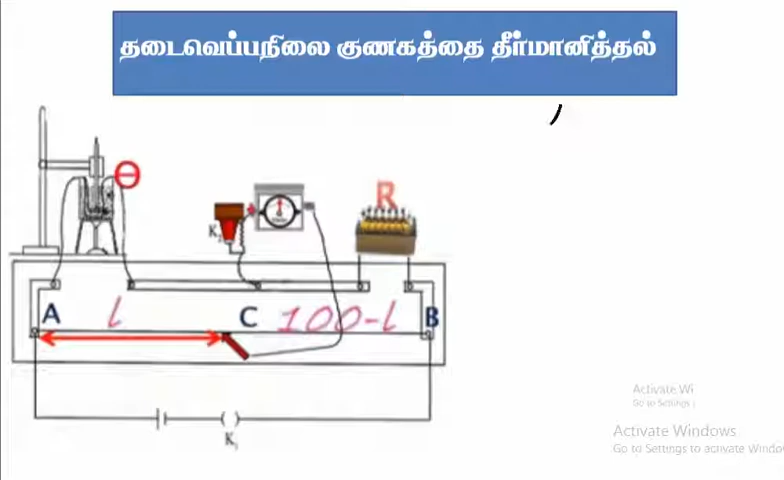 தடைவெப்பநிலை குணகத்தை தீர்மானித்தல்
θ
R
K
A l C 100-l B
K₁
Activate Wi
Go to Settings
Activate Windows
Go to Settings to activate Windo